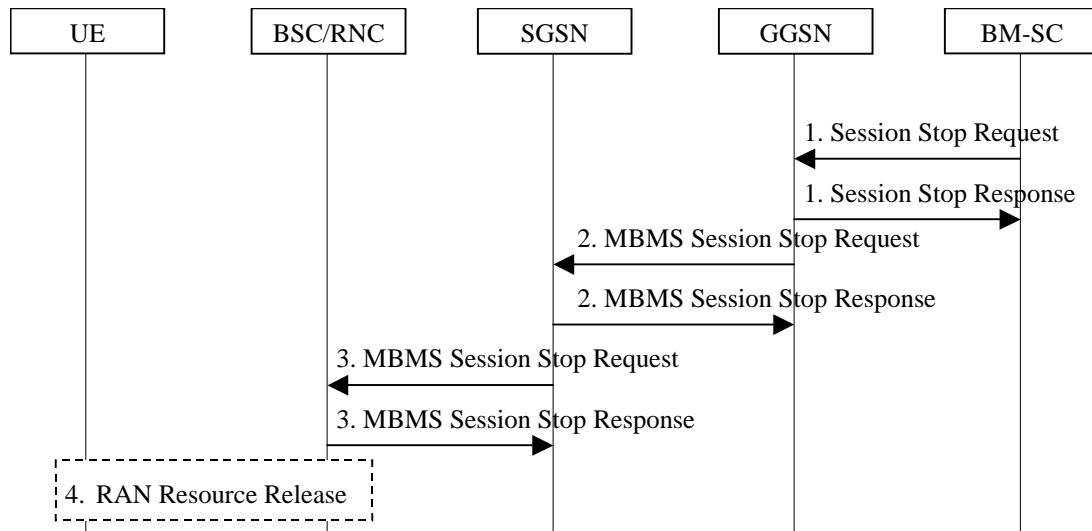 UE
BSC/RNC
SGSN
GGSN
BM-SC
1. Session Stop Request
1. Session Stop Response
2. MBMS Session Stop Request
2. MBMS Session Stop Response
3. MBMS Session Stop Request
3. MBMS Session Stop Response
4. RAN Resource Release